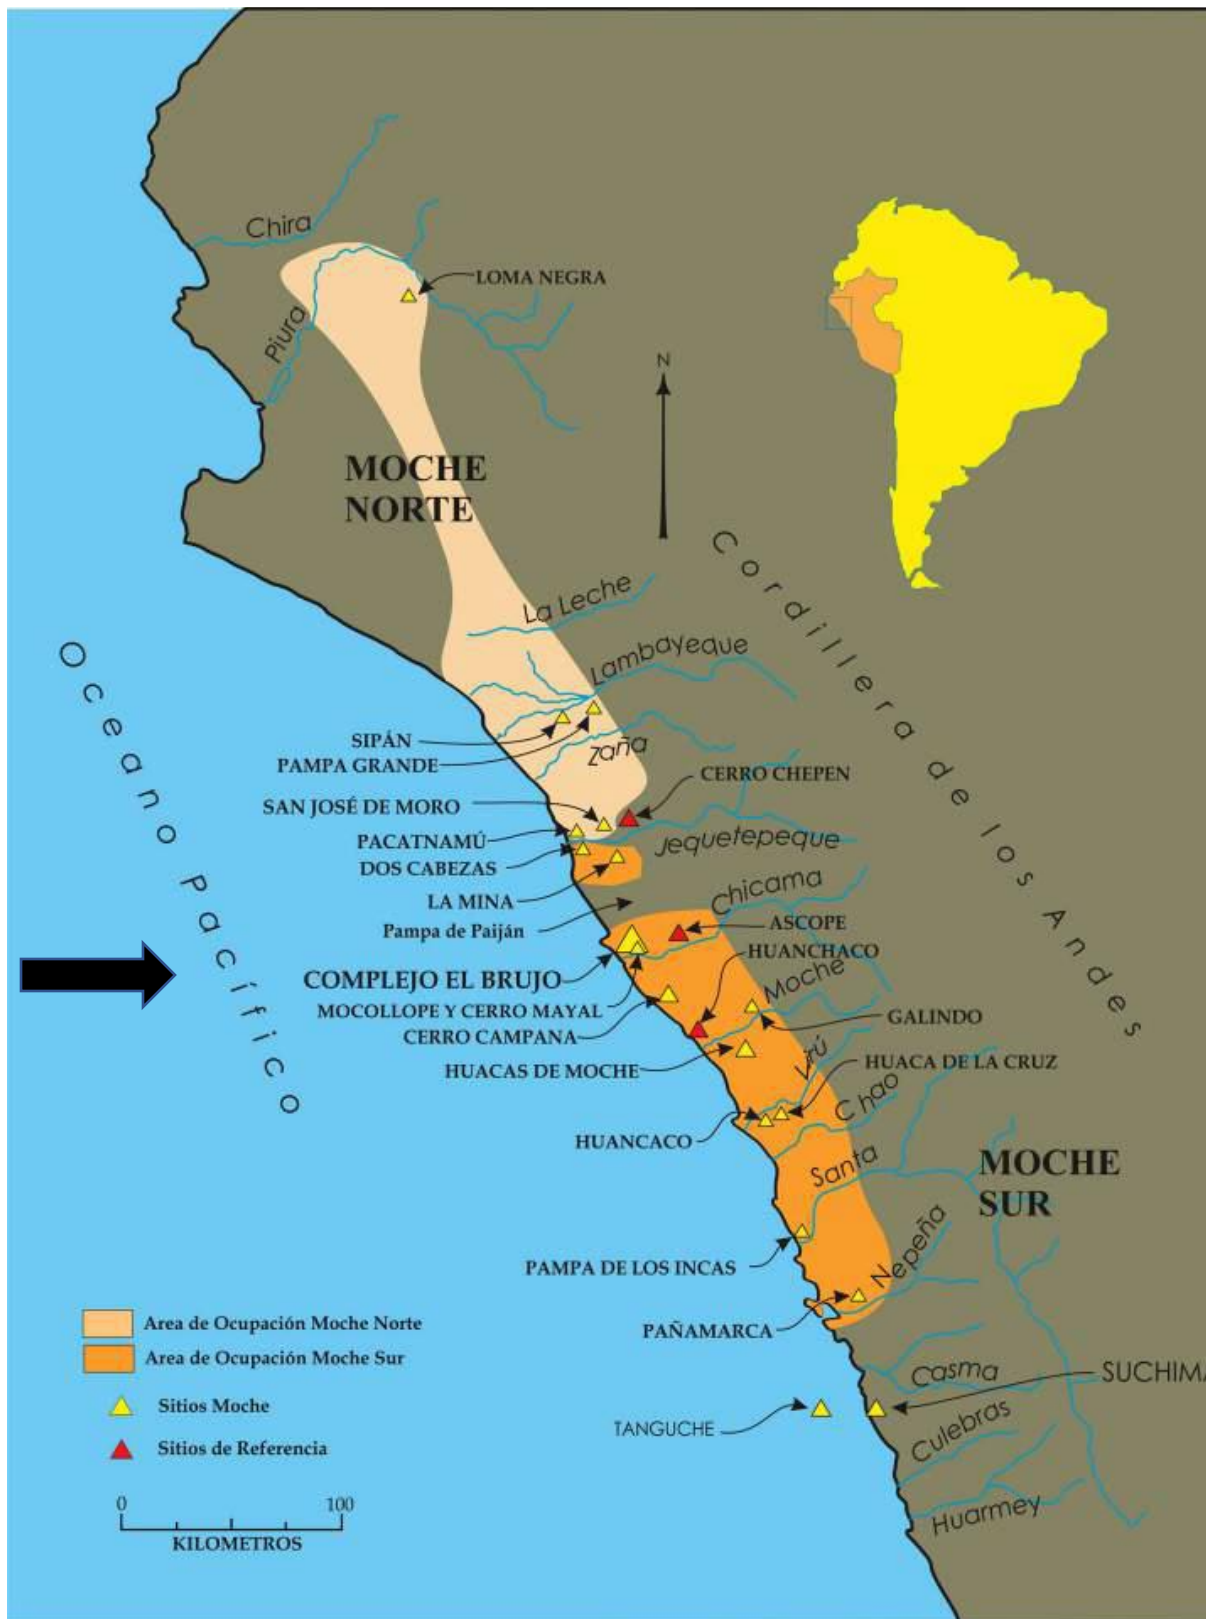 Chira
LOMA NEGRA
Piura
N
MOCHE
NORTE
Cordillera de los Andes
La Leche
Lambayeque
Oceano Pacífico
SIPÁN
Zaña
PAMPA GRANDE
CERRO CHEPEN
SAN JOSÉ DE MORO
PACATNAMÚ
Jequetepeque
DOS CABEZAS
Chicama
LA MINA
ASCOPE
Pampa de Paiján
HUANCHACO
COMPLEJO EL BRUJO
Moche
MOCOLLOPE Y CERRO MAYAL
GALINDO
CERRO CAMPANA
Virú
HUACA DE LA CRUZ
HUACAS DE MOCHE
Chao
HUANCACO
Santa
MOCHE
SUR
Nepeña
PAMPA DE LOS INCAS
Area de Ocupación Moche Norte
PAÑAMARCA
Area de Ocupación Moche Sur
Casma
SUCHIMA
Sitios Moche
TANGUCHE
Culebras
Sitios de Referencia
0 100
Huarmey
KILOMETROS